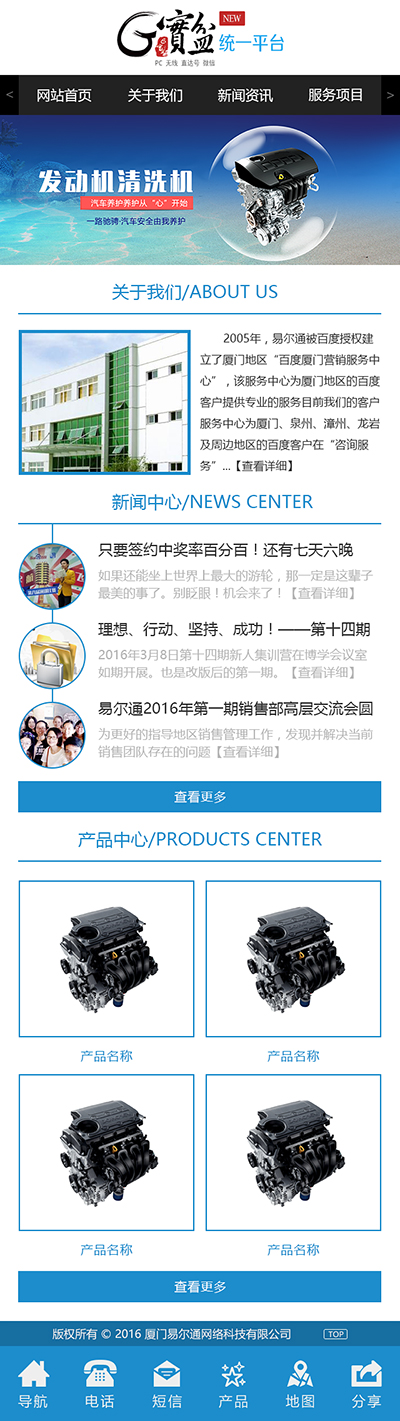 G寶盆
NEW
统一平台
PC 无线 直达号 微信
< 网站首页 关于我们 新闻资讯 服务项目 >
发动机清洗机
汽车养护养护从“心”开始
一路驰骋·汽车安全由我养护
关于我们/ABOUT US
2005年，易尔通被百度授权建
立了厦门地区“百度厦门营销服务中
心”，该服务中心为厦门地区的百度
客户提供专业的服务目前我们的客户
服务中心为厦门、泉州、漳州、龙岩
及周边地区的百度客户在“咨询服
务”...【查看详细】
新闻中心/NEWS CENTER
只要签约中奖率百分百！还有七天六晚
如果还能坐上世界上最大的游轮，那一定是这辈子
最美的事了。别眨眼！机会来了！【查看详细】
理想、行动、坚持、成功！——第十四期
2016年3月8日第十四期新人集训营在博学会议室
如期开展。也是改版后的第一期。【查看详细】
易尔通2016年第一期销售部高层交流会圆
为更好的指导地区销售管理工作，发现并解决当前
销售团队存在的问题【查看详细】
查看更多
产品中心/PRODUCTS CENTER
产品名称 产品名称
产品名称 产品名称
查看更多
版权所有 © 2016 厦门易尔通网络科技有限公司 TOP
导航 电话 短信 产品 地图 分享